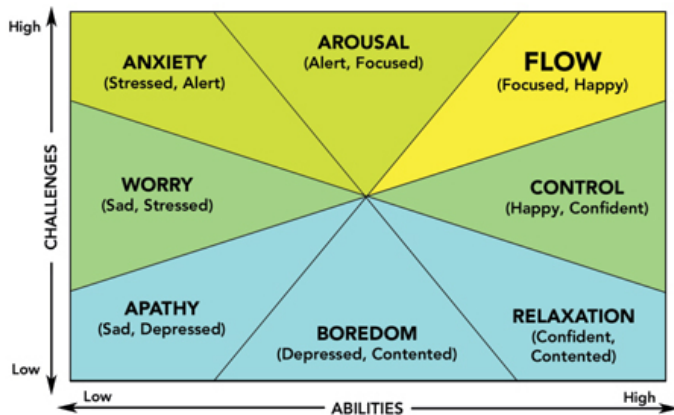 High
ANXIETY
(Stressed, Alert)
AROUSAL
(Alert, Focused)
FLOW
(Focused, Happy)
WORRY
(Sad, Stressed)
CONTROL
(Happy, Confident)
CHALLENGES
APATHY
(Sad, Depressed)
BOREDOM
(Depressed, Contented)
RELAXATION
(Confident,
Contented)
Low
Low
ABILITIES
High